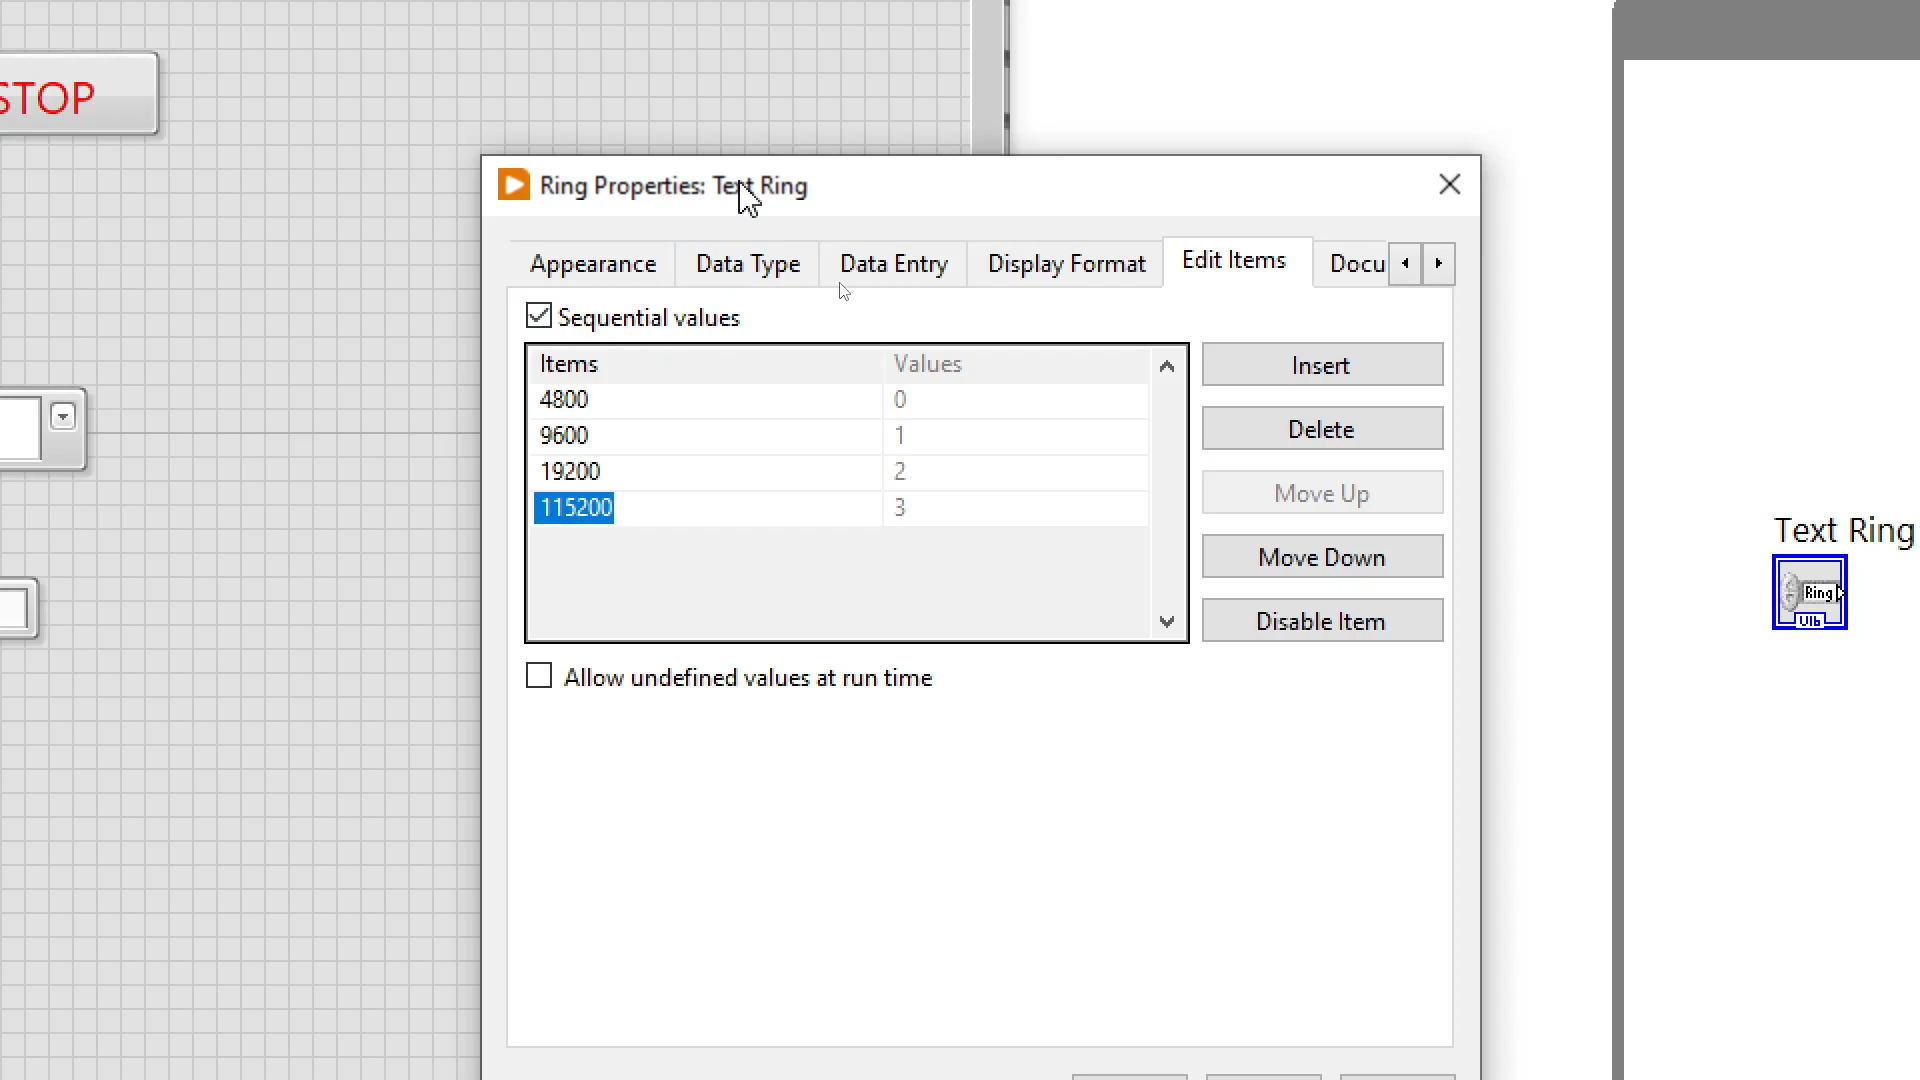 STOP
Ring Properties: Text Ring
Appearance
Data Type
Data Entry
Display Format
Edit Items
Docu
Sequential values
Items Values
4800 0
9600 1
19200 2
115200 3
Insert
Delete
Move Up
Move Down
Disable Item
Allow undefined values at run time
Text Ring
Ring
U16